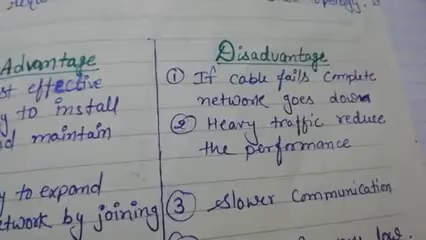 topology.
Advantage
effective
to install
maintain
to expand
by joining
Disadvantage
① If cable fails complete
network goes down
② Heavy traffic reduce
the performance
③ Slower Communication